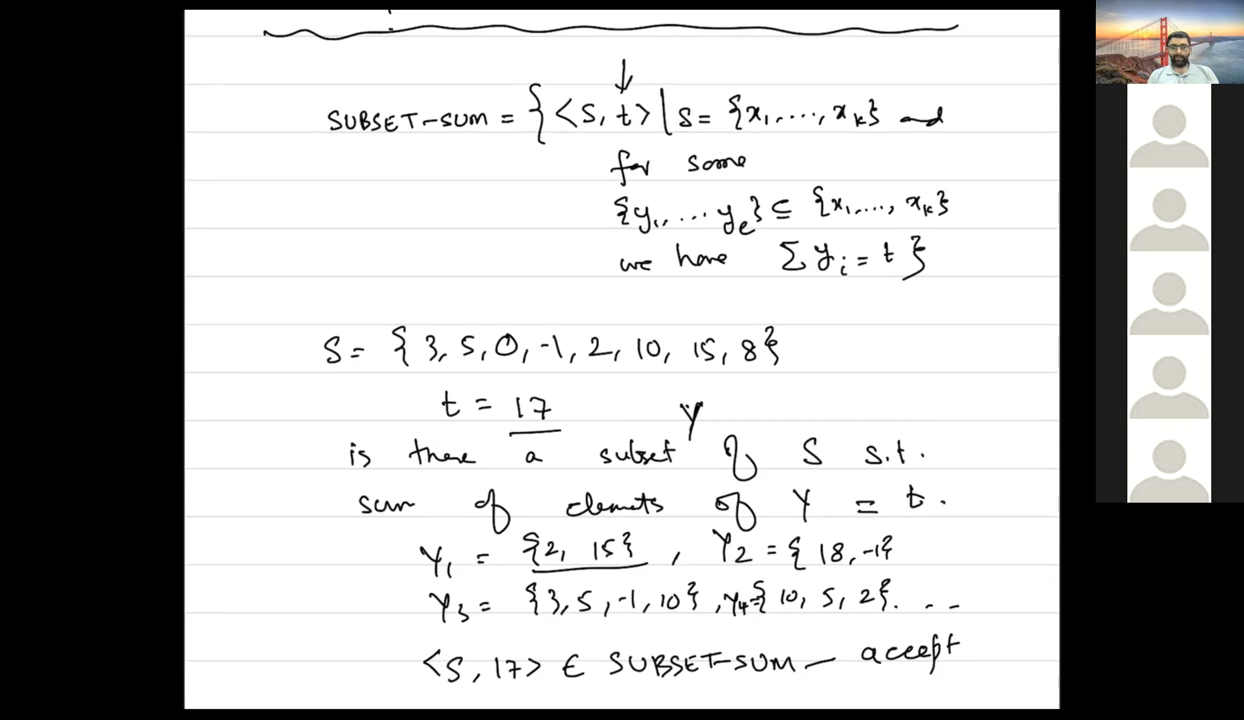 SUBSET-SUM = { <S, t> | S = {x₁, ..., xₖ} and
for some
{y₁, ... yₑ} ⊆ {x₁, ..., xₖ}
we have Σ yᵢ = t }
S = { 3, 5, 0, -1, 2, 10, 15, 8 }
t = 17
is there a subset Y of S s.t.
sum of elemets of Y = t.
Y₁ = {2, 15} , Y₂ = { 18, -1}
Y₃ = {3, 5, -1, 10} , Y₄ = { 10, 5, 2}. . .
<S, 17> ∈ SUBSET-SUM — accept